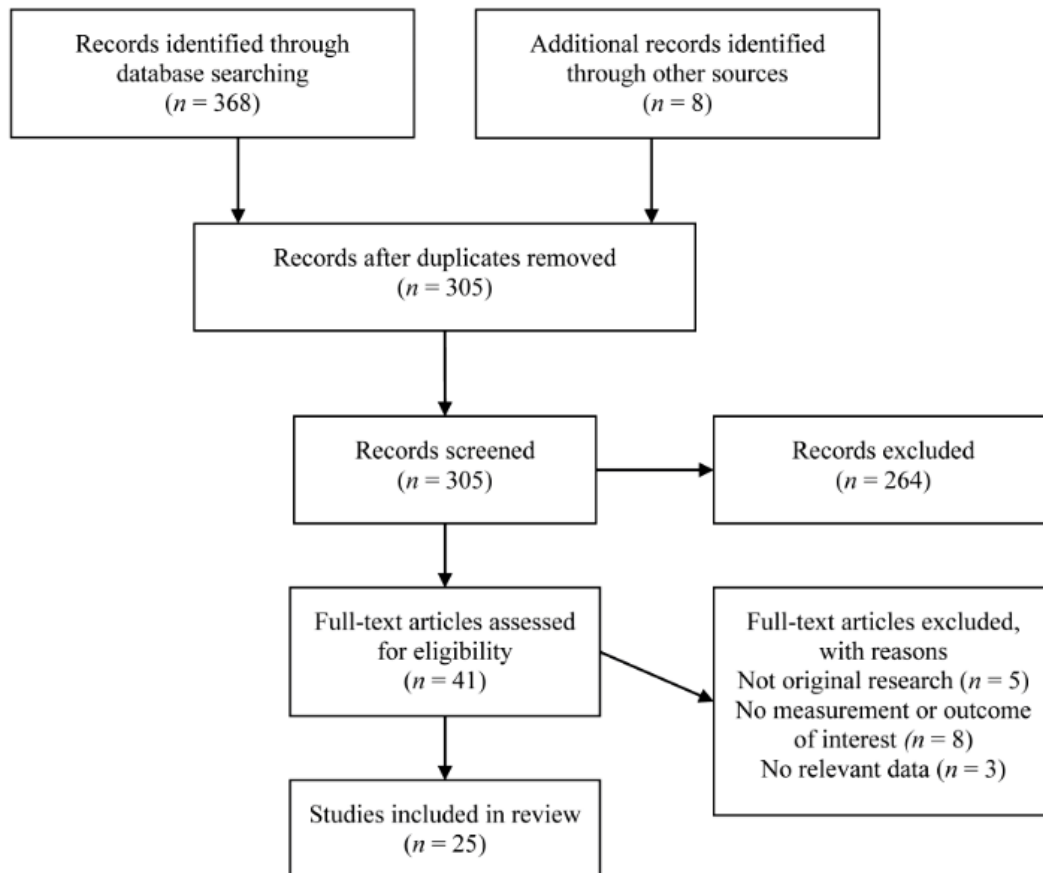 Records identified through
database searching
(n = 368)
Additional records identified
through other sources
(n = 8)
Records after duplicates removed
(n = 305)
Records screened
(n = 305)
Records excluded
(n = 264)
Full-text articles assessed
for eligibility
(n = 41)
Full-text articles excluded,
with reasons
Not original research (n = 5)
No measurement or outcome
of interest (n = 8)
No relevant data (n = 3)
Studies included in review
(n = 25)